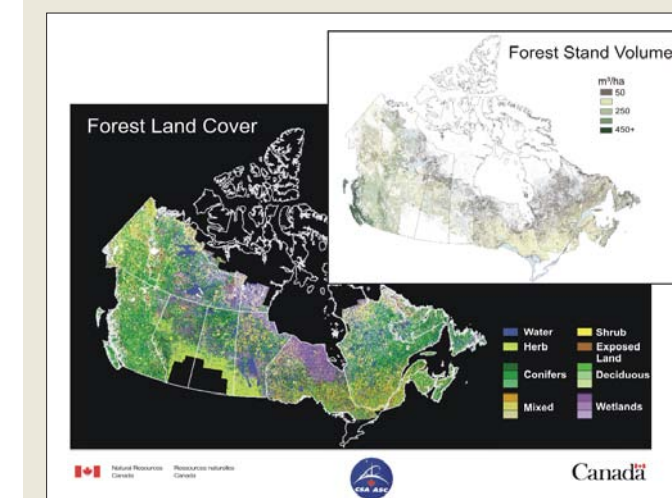 Forest Stand Volume
m³/ha
50
250
450+
Forest Land Cover
Water
Herb
Conifers
Mixed
Shrub
Exposed
Land
Deciduous
Wetlands
Natural Resources
Canada
Ressources naturelles
Canada
CSA ASC
Canada